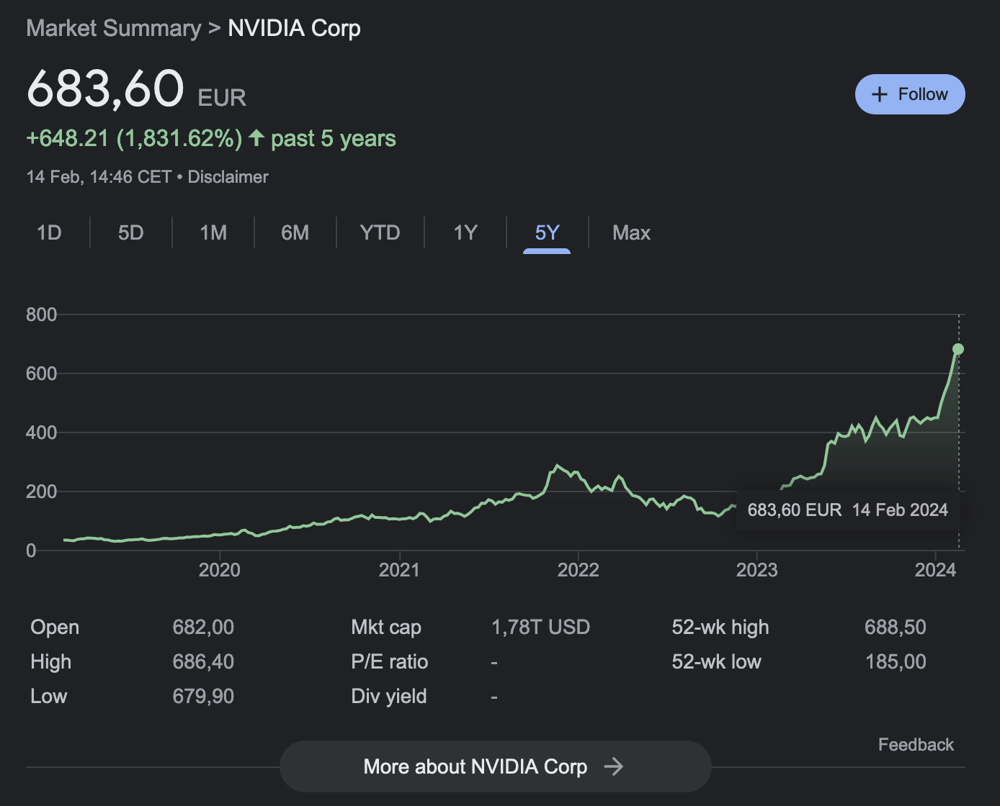 Market Summary > NVIDIA Corp
683,60 EUR
+ Follow
+648.21 (1,831.62%) ↑ past 5 years
14 Feb, 14:46 CET • Disclaimer
1D 5D 1M 6M YTD 1Y 5Y Max
800
600
400
200
683,60 EUR 14 Feb 2024
0
2020 2021 2022 2023 2024
Open 682,00 Mkt cap 1,78T USD 52-wk high 688,50
High 686,40 P/E ratio - 52-wk low 185,00
Low 679,90 Div yield -
Feedback
More about NVIDIA Corp →